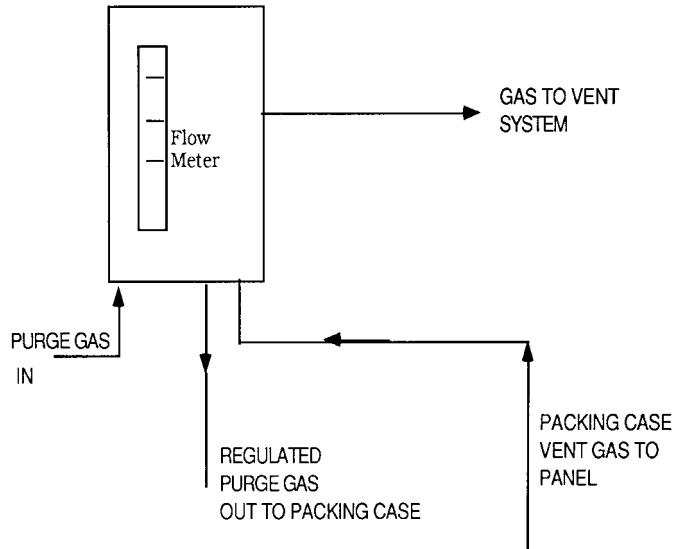 GAS TO VENT
SYSTEM
Flow
Meter
PURGE GAS
IN
REGULATED
PURGE GAS
OUT TO PACKING CASE
PACKING CASE
VENT GAS TO
PANEL